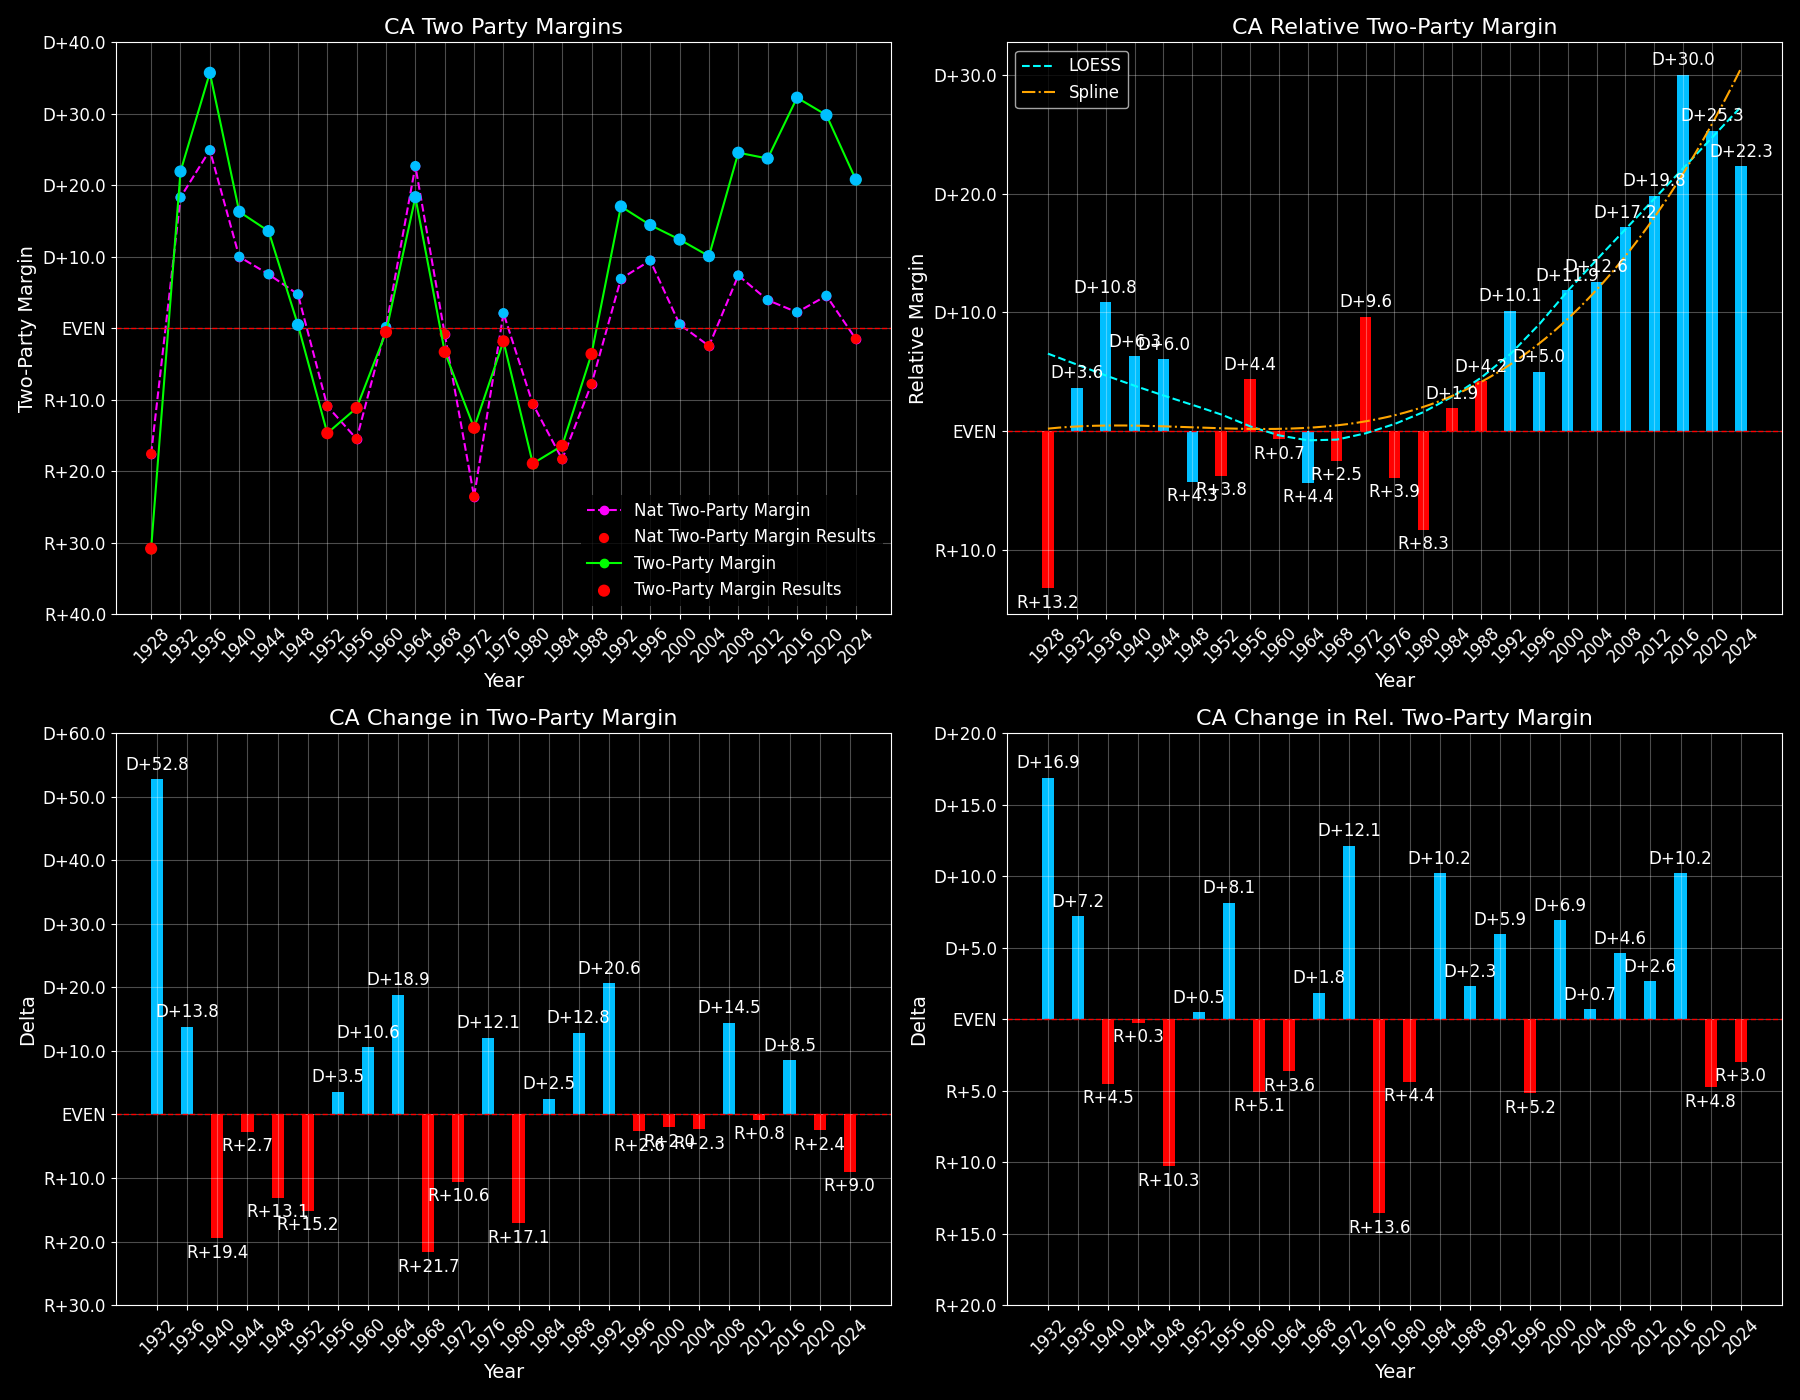 CA Two Party Margins
Two-Party Margin
D+40.0
D+30.0
D+20.0
D+10.0
EVEN
R+10.0
R+20.0
R+30.0
R+40.0
Nat Two-Party Margin
Nat Two-Party Margin Results
Two-Party Margin
Two-Party Margin Results
1928 1932 1936 1940 1944 1948 1952 1956 1960 1964 1968 1972 1976 1980 1984 1988 1992 1996 2000 2004 2008 2012 2016 2020 2024
Year
CA Relative Two-Party Margin
Relative Margin
D+30.0
D+20.0
D+10.0
EVEN
R+10.0
LOESS
Spline
R+13.2
D+3.6
D+10.8
D+6.3
D+6.0
R+4.3
R+3.8
D+4.4
R+0.7
R+4.4
R+2.5
D+9.6
R+3.9
R+8.3
D+1.9
D+4.2
D+10.1
D+5.0
D+11.9
D+12.6
D+17.2
D+19.8
D+30.0
D+25.3
D+22.3
1928 1932 1936 1940 1944 1948 1952 1956 1960 1964 1968 1972 1976 1980 1984 1988 1992 1996 2000 2004 2008 2012 2016 2020 2024
Year
CA Change in Two-Party Margin
Delta
D+60.0
D+50.0
D+40.0
D+30.0
D+20.0
D+10.0
EVEN
R+10.0
R+20.0
R+30.0
D+52.8
D+13.8
R+19.4
R+2.7
R+13.1
R+15.2
D+3.5
D+10.6
D+18.9
R+21.7
R+10.6
D+12.1
R+17.1
D+2.5
D+12.8
D+20.6
R+2.6
R+2.0
R+2.3
D+14.5
R+0.8
D+8.5
R+2.4
R+9.0
1932 1936 1940 1944 1948 1952 1956 1960 1964 1968 1972 1976 1980 1984 1988 1992 1996 2000 2004 2008 2012 2016 2020 2024
Year
CA Change in Rel. Two-Party Margin
Delta
D+20.0
D+15.0
D+10.0
D+5.0
EVEN
R+5.0
R+10.0
R+15.0
R+20.0
D+16.9
D+7.2
R+4.5
R+0.3
R+10.3
D+0.5
D+8.1
R+5.1
R+3.6
D+1.8
D+12.1
R+13.6
R+4.4
D+10.2
D+2.3
D+5.9
R+5.2
D+6.9
D+0.7
D+4.6
D+2.6
D+10.2
R+4.8
R+3.0
1932 1936 1940 1944 1948 1952 1956 1960 1964 1968 1972 1976 1980 1984 1988 1992 1996 2000 2004 2008 2012 2016 2020 2024
Year